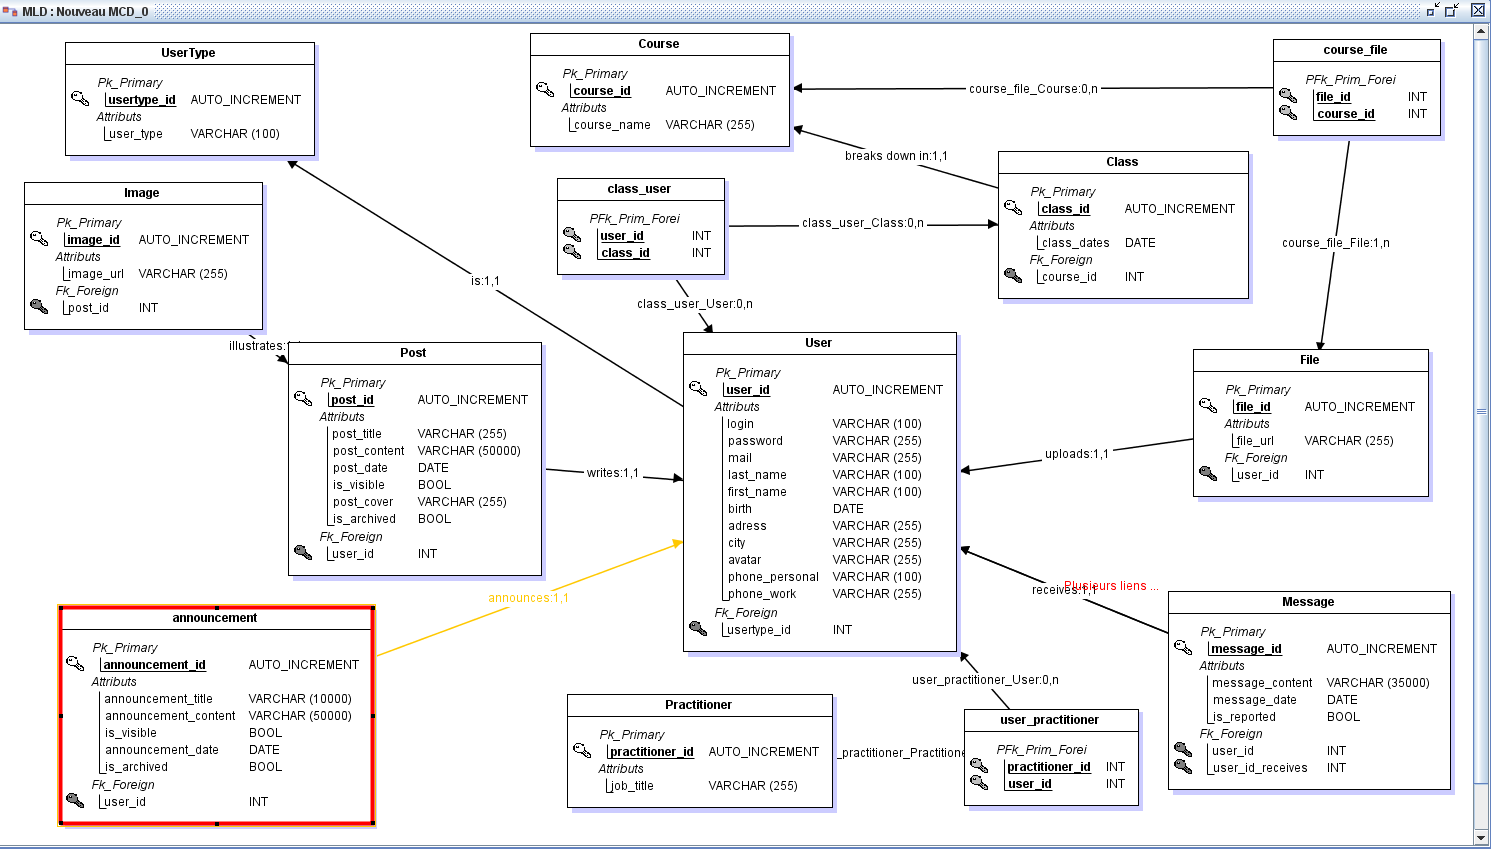 MLD : Nouveau MCD_0
UserType
Pk_Primary
usertype_id AUTO_INCREMENT
Attributs
user_type VARCHAR (100)
Course
Pk_Primary
course_id AUTO_INCREMENT
Attributs
course_name VARCHAR (255)
course_file
PFk_Prim_Forei
file_id INT
course_id INT
course_file_Course:0,n
breaks down in:1,1
Image
Pk_Primary
image_id AUTO_INCREMENT
Attributs
image_url VARCHAR (255)
Fk_Foreign
post_id INT
class_user
PFk_Prim_Forei
user_id INT
class_id INT
class_user_Class:0,n
Class
Pk_Primary
class_id AUTO_INCREMENT
Attributs
class_dates DATE
Fk_Foreign
course_id INT
course_file_File:1,n
is:1,1
class_user_User:0,n
illustrates:1
Post
Pk_Primary
post_id AUTO_INCREMENT
Attributs
post_title VARCHAR (255)
post_content VARCHAR (50000)
post_date DATE
is_visible BOOL
post_cover VARCHAR (255)
is_archived BOOL
Fk_Foreign
user_id INT
writes:1,1
User
Pk_Primary
user_id AUTO_INCREMENT
Attributs
login VARCHAR (100)
password VARCHAR (255)
mail VARCHAR (255)
last_name VARCHAR (100)
first_name VARCHAR (100)
birth DATE
adress VARCHAR (255)
city VARCHAR (255)
avatar VARCHAR (255)
phone_personal VARCHAR (100)
phone_work VARCHAR (255)
Fk_Foreign
usertype_id INT
File
Pk_Primary
file_id AUTO_INCREMENT
Attributs
file_url VARCHAR (255)
Fk_Foreign
user_id INT
uploads:1,1
Plusieurs liens ...
receives:1,1
announces:1,1
announcement
Pk_Primary
announcement_id AUTO_INCREMENT
Attributs
announcement_title VARCHAR (10000)
announcement_content VARCHAR (50000)
is_visible BOOL
announcement_date DATE
is_archived BOOL
Fk_Foreign
user_id INT
Message
Pk_Primary
message_id AUTO_INCREMENT
Attributs
message_content VARCHAR (35000)
message_date DATE
is_reported BOOL
Fk_Foreign
user_id INT
user_id_receives INT
user_practitioner_User:0,n
Practitioner
Pk_Primary
practitioner_id AUTO_INCREMENT
Attributs
job_title VARCHAR (255)
_practitioner_Practitione
user_practitioner
PFk_Prim_Forei
practitioner_id INT
user_id INT